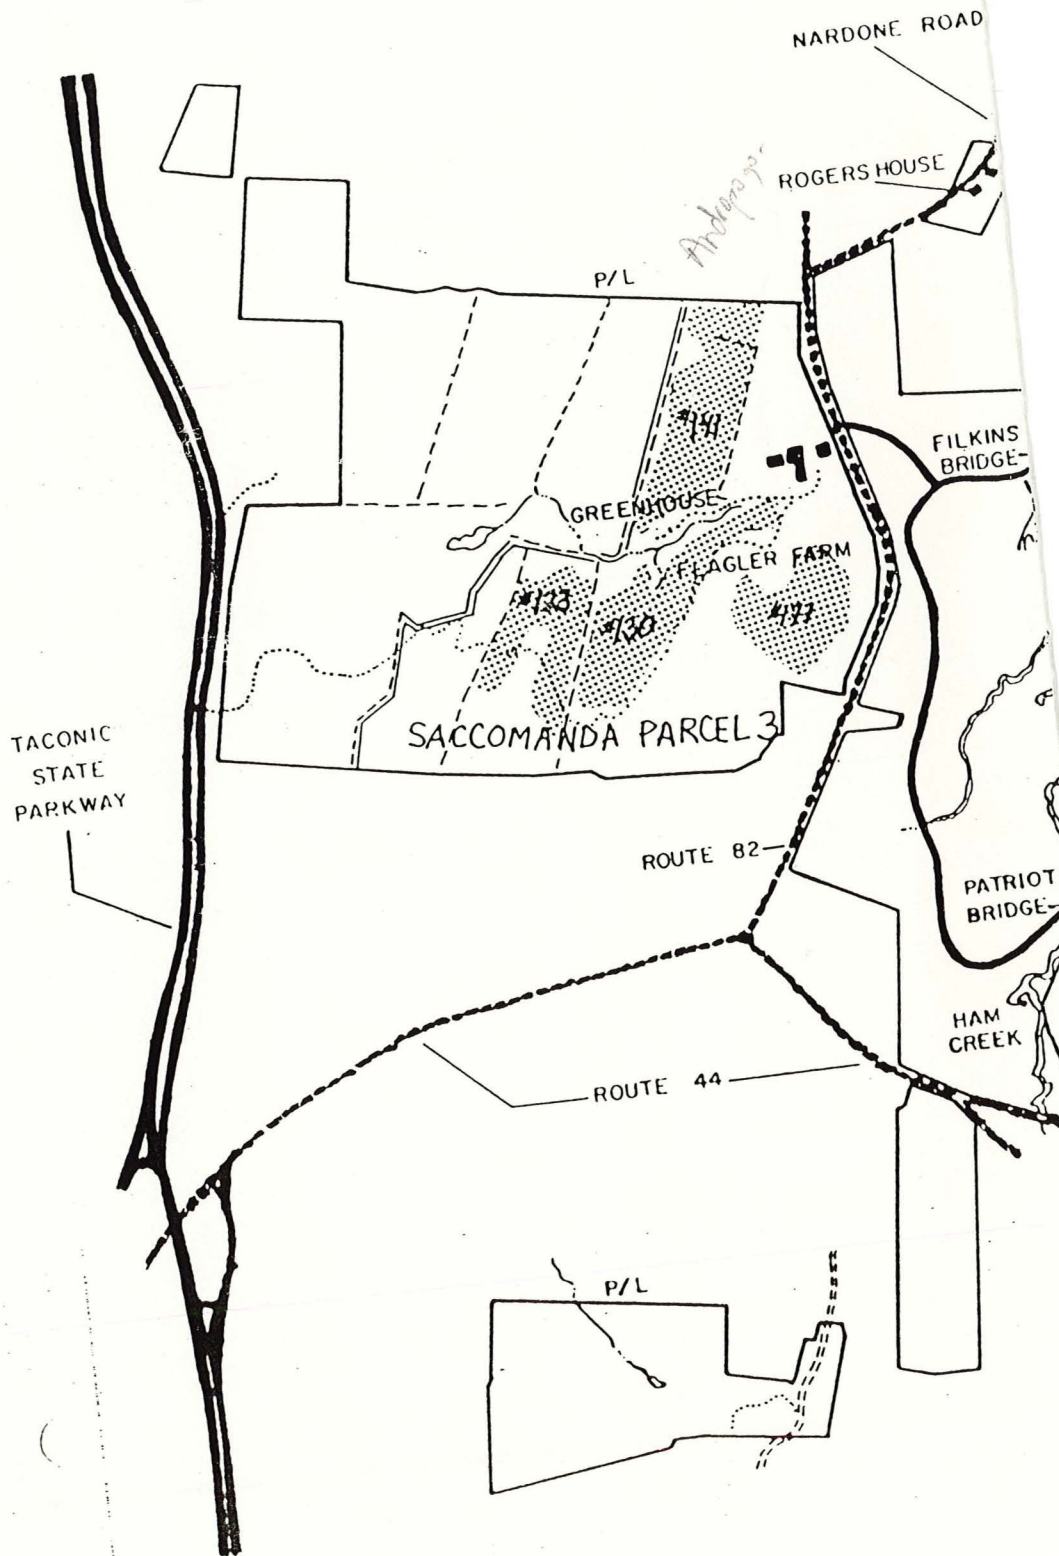 NARDONE ROAD
ROGERS HOUSE
P/L
#141
FILKINS
BRIDGE
GREENHOUSE
FLAGLER FARM
#123
#130
#177
SACCOMANDA PARCEL 3
TACONIC
STATE
PARKWAY
ROUTE 82
PATRIOT
BRIDGE
HAM
CREEK
ROUTE 44
P/L